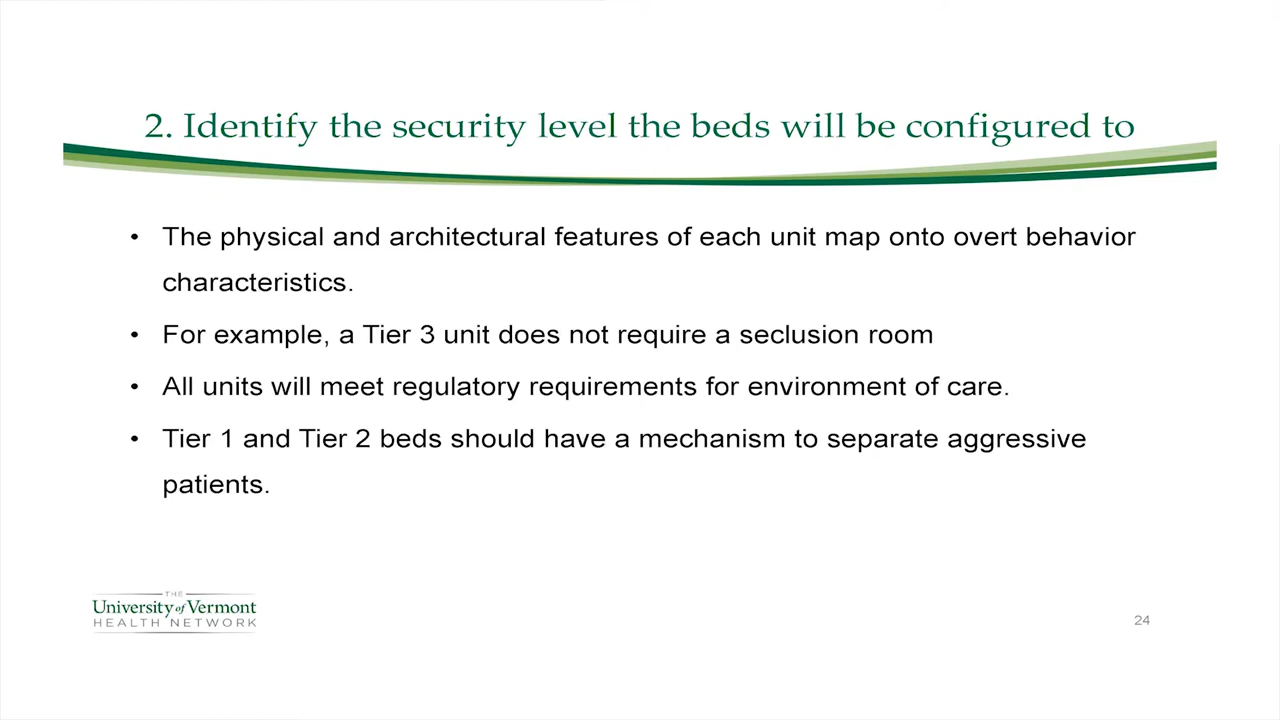 2. Identify the security level the beds will be configured to
• The physical and architectural features of each unit map onto overt behavior
characteristics.
• For example, a Tier 3 unit does not require a seclusion room
• All units will meet regulatory requirements for environment of care.
• Tier 1 and Tier 2 beds should have a mechanism to separate aggressive
patients.
THE
University of Vermont
HEALTH NETWORK
24